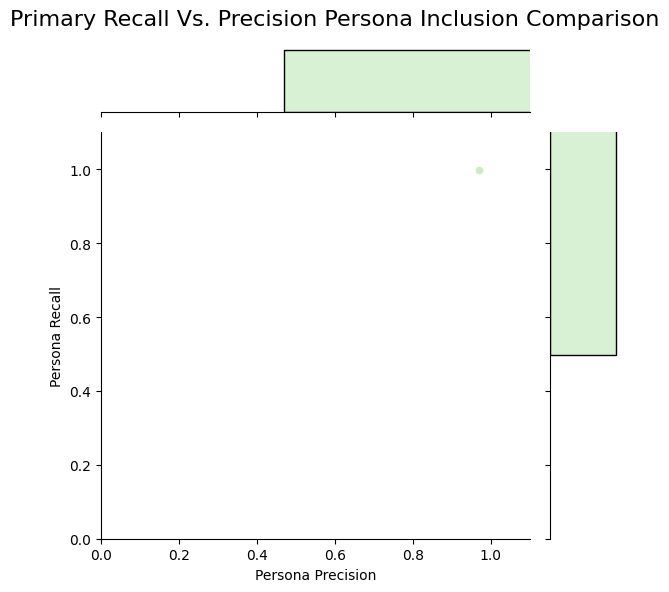 Primary Recall Vs. Precision Persona Inclusion Comparison
1.0
0.8
0.6
0.4
0.2
0.0
Persona Recall
0.0 0.2 0.4 0.6 0.8 1.0
Persona Precision